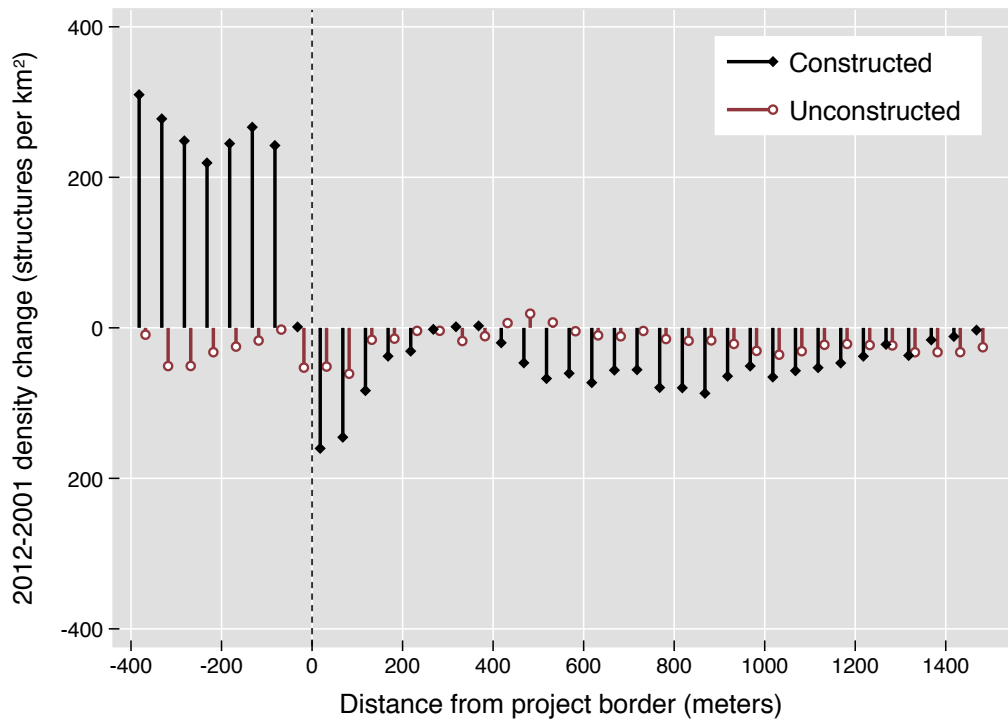 400
200
0
200
-400
2012-2001 density change (structures per km²)
Constructed
Unconstructed
-400 -200 0 200 400 600 800 1000 1200 1400
Distance from project border (meters)